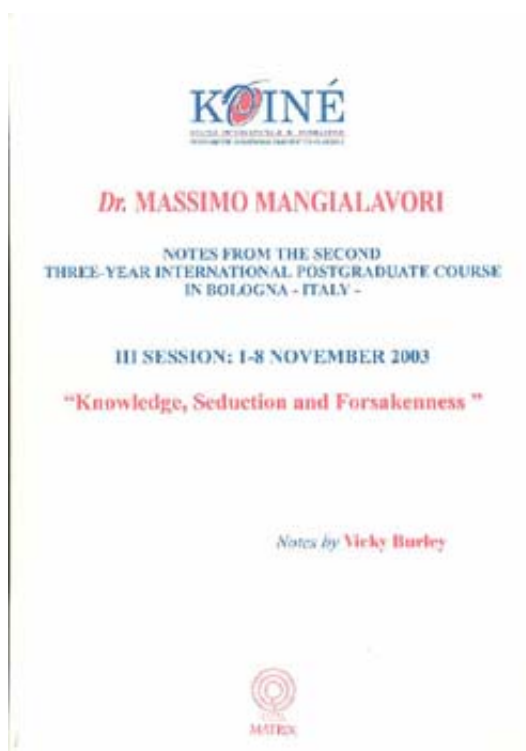 KOINÉ
Dr. MASSIMO MANGIALAVORI
NOTES FROM THE SECOND
THREE-YEAR INTERNATIONAL POSTGRADUATE COURSE
IN BOLOGNA - ITALY -
III SESSION: 1-8 NOVEMBER 2003
“Knowledge, Seduction and Forsakenness ”
Notes by Vicky Burley
MATRIX